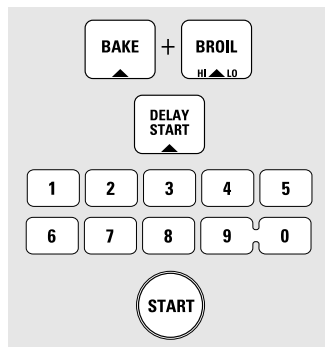 BAKE + BROIL
HI LO
DELAY
START
1 2 3 4 5
6 7 8 9 0
START